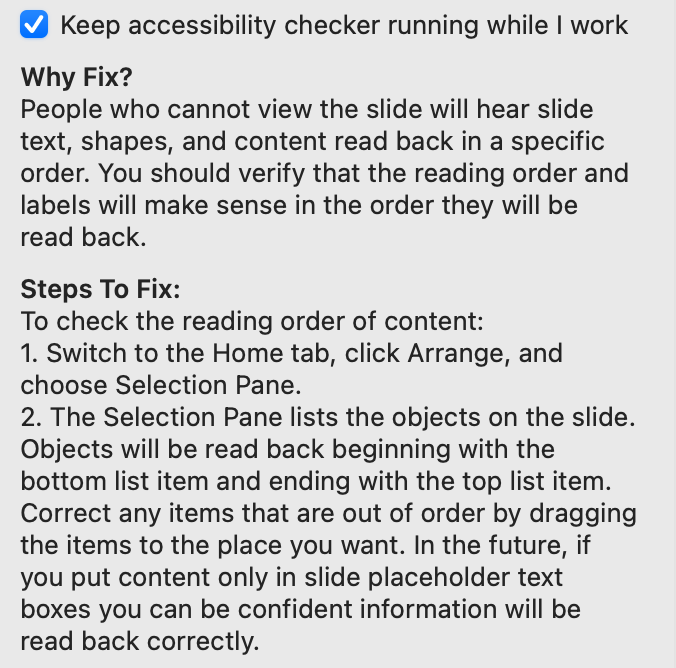 Keep accessibility checker running while I work
Why Fix?
People who cannot view the slide will hear slide
text, shapes, and content read back in a specific
order. You should verify that the reading order and
labels will make sense in the order they will be
read back.
Steps To Fix:
To check the reading order of content:
1. Switch to the Home tab, click Arrange, and
choose Selection Pane.
2. The Selection Pane lists the objects on the slide.
Objects will be read back beginning with the
bottom list item and ending with the top list item.
Correct any items that are out of order by dragging
the items to the place you want. In the future, if
you put content only in slide placeholder text
boxes you can be confident information will be
read back correctly.